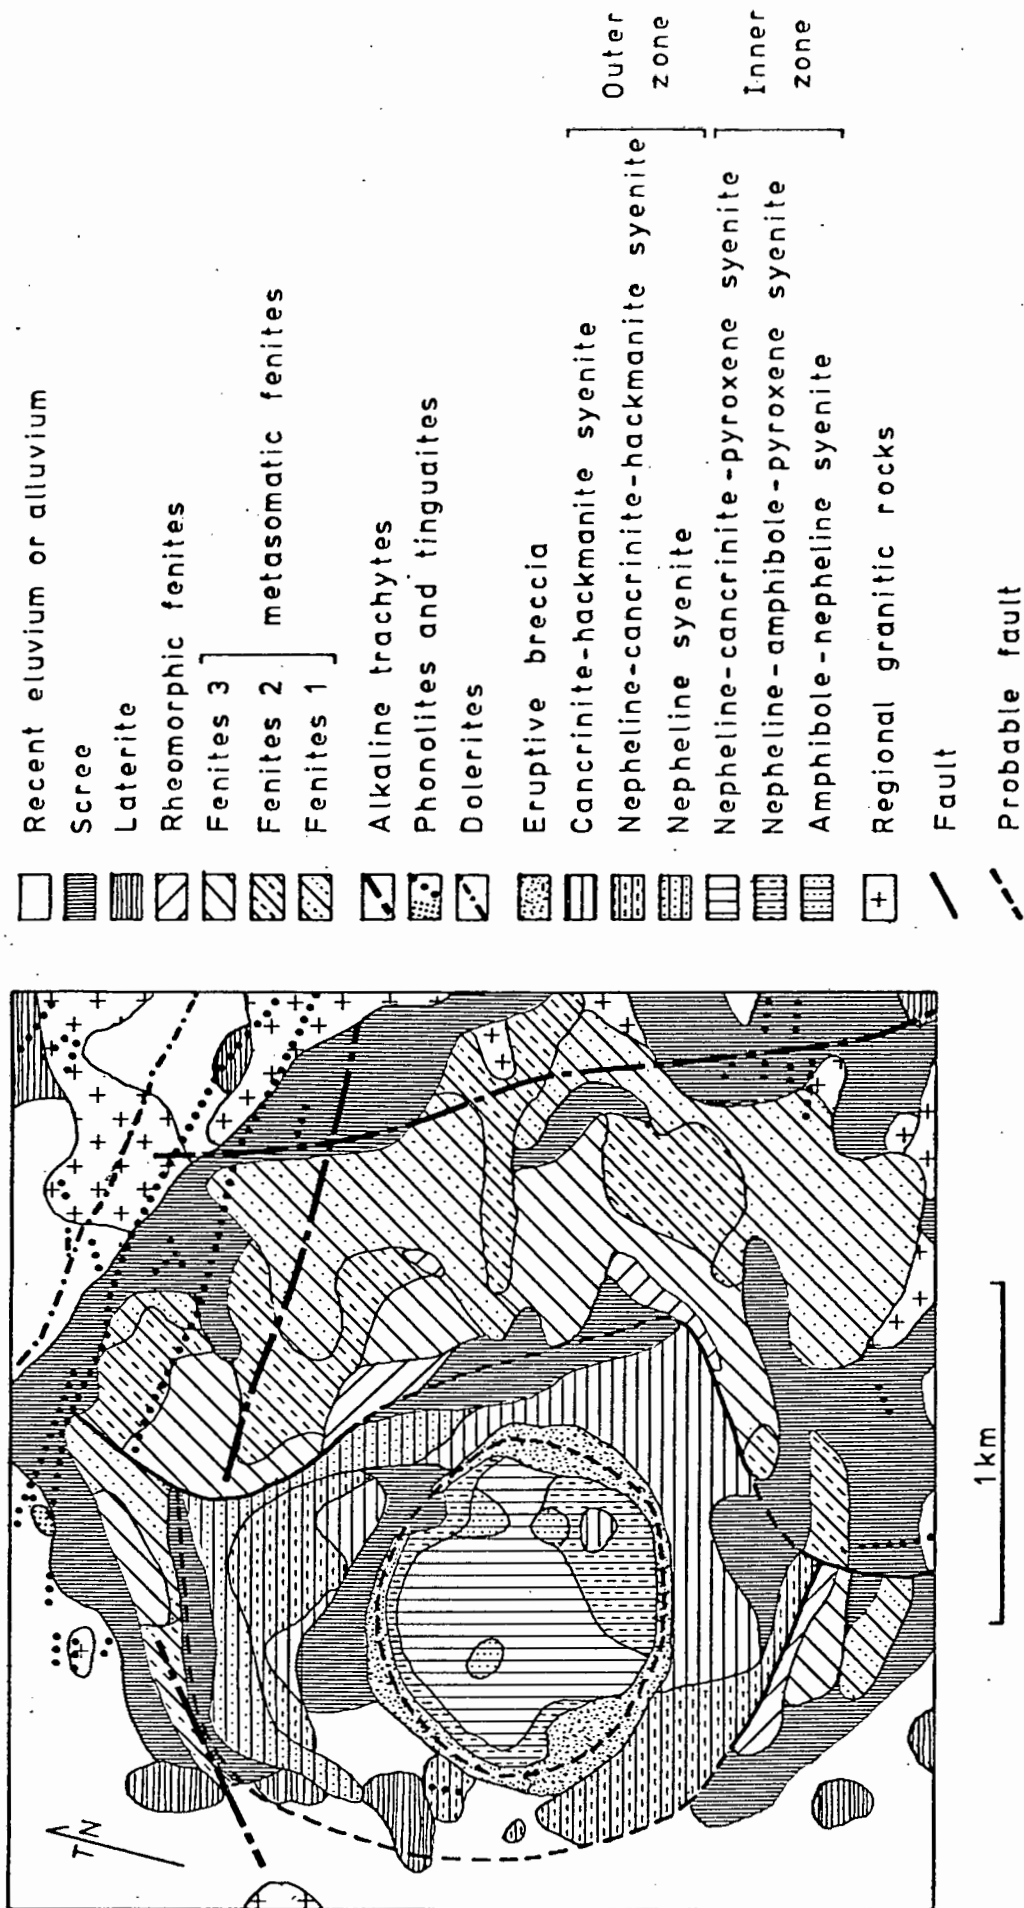 Recent eluvium or alluvium
Scree
Laterite
Rheomorphic fenites
Fenites 3
Fenites 2
metasomatic fenites
Fenites 1
Alkaline trachytes
Phonolites and tinguaites
Dolerites
Eruptive breccia
Cancrinite-hackmanite syenite
Nepheline-cancrinite-hackmanite syenite
Nepheline syenite
Outer
zone
Nepheline-cancrinite-pyroxene syenite
Nepheline-amphibole-pyroxene syenite
Amphibole-nepheline syenite
Inner
zone
Regional granitic rocks
Fault
Probable fault
TN
1km